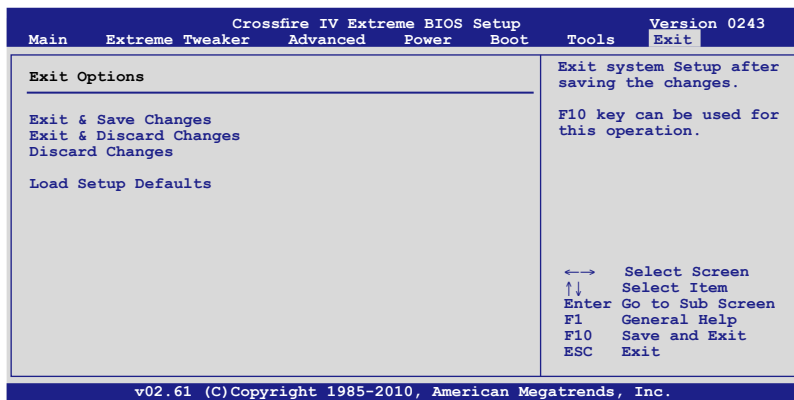 Crossfire IV Extreme BIOS Setup Version 0243
Main Extreme Tweaker Advanced Power Boot Tools Exit
Exit Options
Exit & Save Changes
Exit & Discard Changes
Discard Changes
Load Setup Defaults
Exit system Setup after
saving the changes.
F10 key can be used for
this operation.
←→ Select Screen
↑↓ Select Item
Enter Go to Sub Screen
F1 General Help
F10 Save and Exit
ESC Exit
v02.61 (C)Copyright 1985-2010, American Megatrends, Inc.